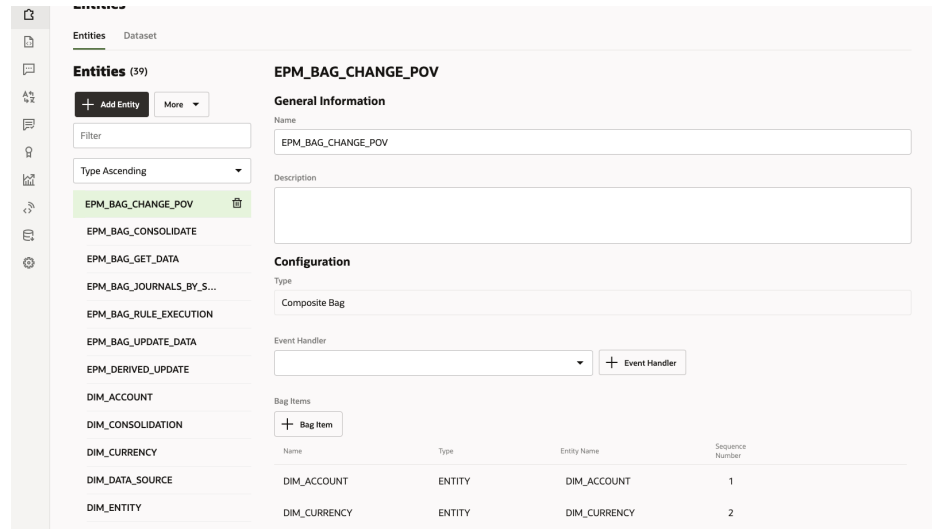 Entities
Entities Dataset
Entities (39)
Add Entity More
Filter
Type Ascending
EPM_BAG_CHANGE_POV
EPM_BAG_CONSOLIDATE
EPM_BAG_GET_DATA
EPM_BAG_JOURNALS_BY_S...
EPM_BAG_RULE_EXECUTION
EPM_BAG_UPDATE_DATA
EPM_DERIVED_UPDATE
DIM_ACCOUNT
DIM_CONSOLIDATION
DIM_CURRENCY
DIM_DATA_SOURCE
DIM_ENTITY
EPM_BAG_CHANGE_POV
General Information
Name
EPM_BAG_CHANGE_POV
Description
Configuration
Type
Composite Bag
Event Handler
Event Handler
Bag Items
Bag Item
Name Type Entity Name Sequence
Number
DIM_ACCOUNT ENTITY DIM_ACCOUNT 1
DIM_CURRENCY ENTITY DIM_CURRENCY 2